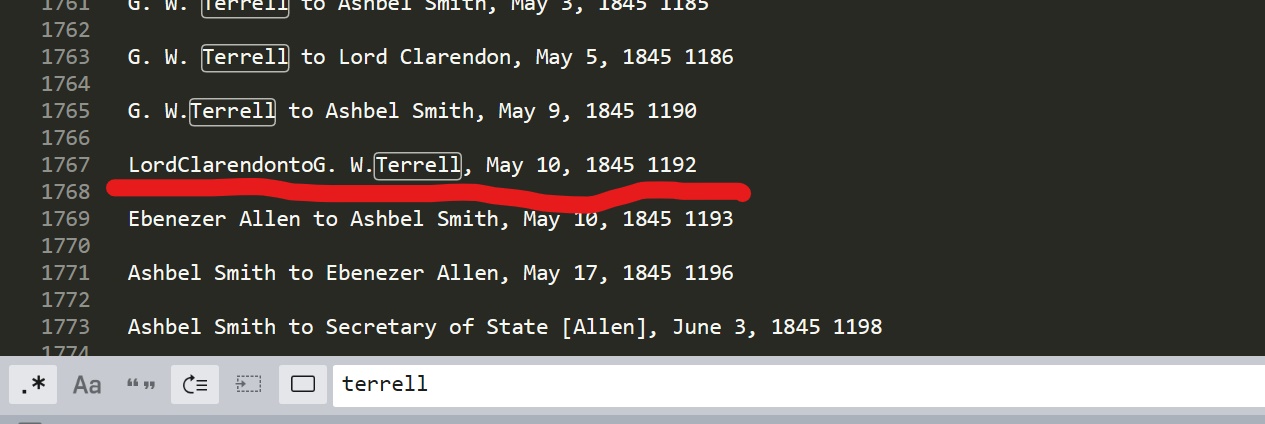 1761 G. W. Terrell to Ashbel Smith, May 3, 1845 1185
1762
1763 G. W. Terrell to Lord Clarendon, May 5, 1845 1186
1764
1765 G. W.Terrell to Ashbel Smith, May 9, 1845 1190
1766
1767 LordClarendontoG. W.Terrell, May 10, 1845 1192
1768
1769 Ebenezer Allen to Ashbel Smith, May 10, 1845 1193
1770
1771 Ashbel Smith to Ebenezer Allen, May 17, 1845 1196
1772
1773 Ashbel Smith to Secretary of State [Allen], June 3, 1845 1198
1774
.* Aa “” terrell